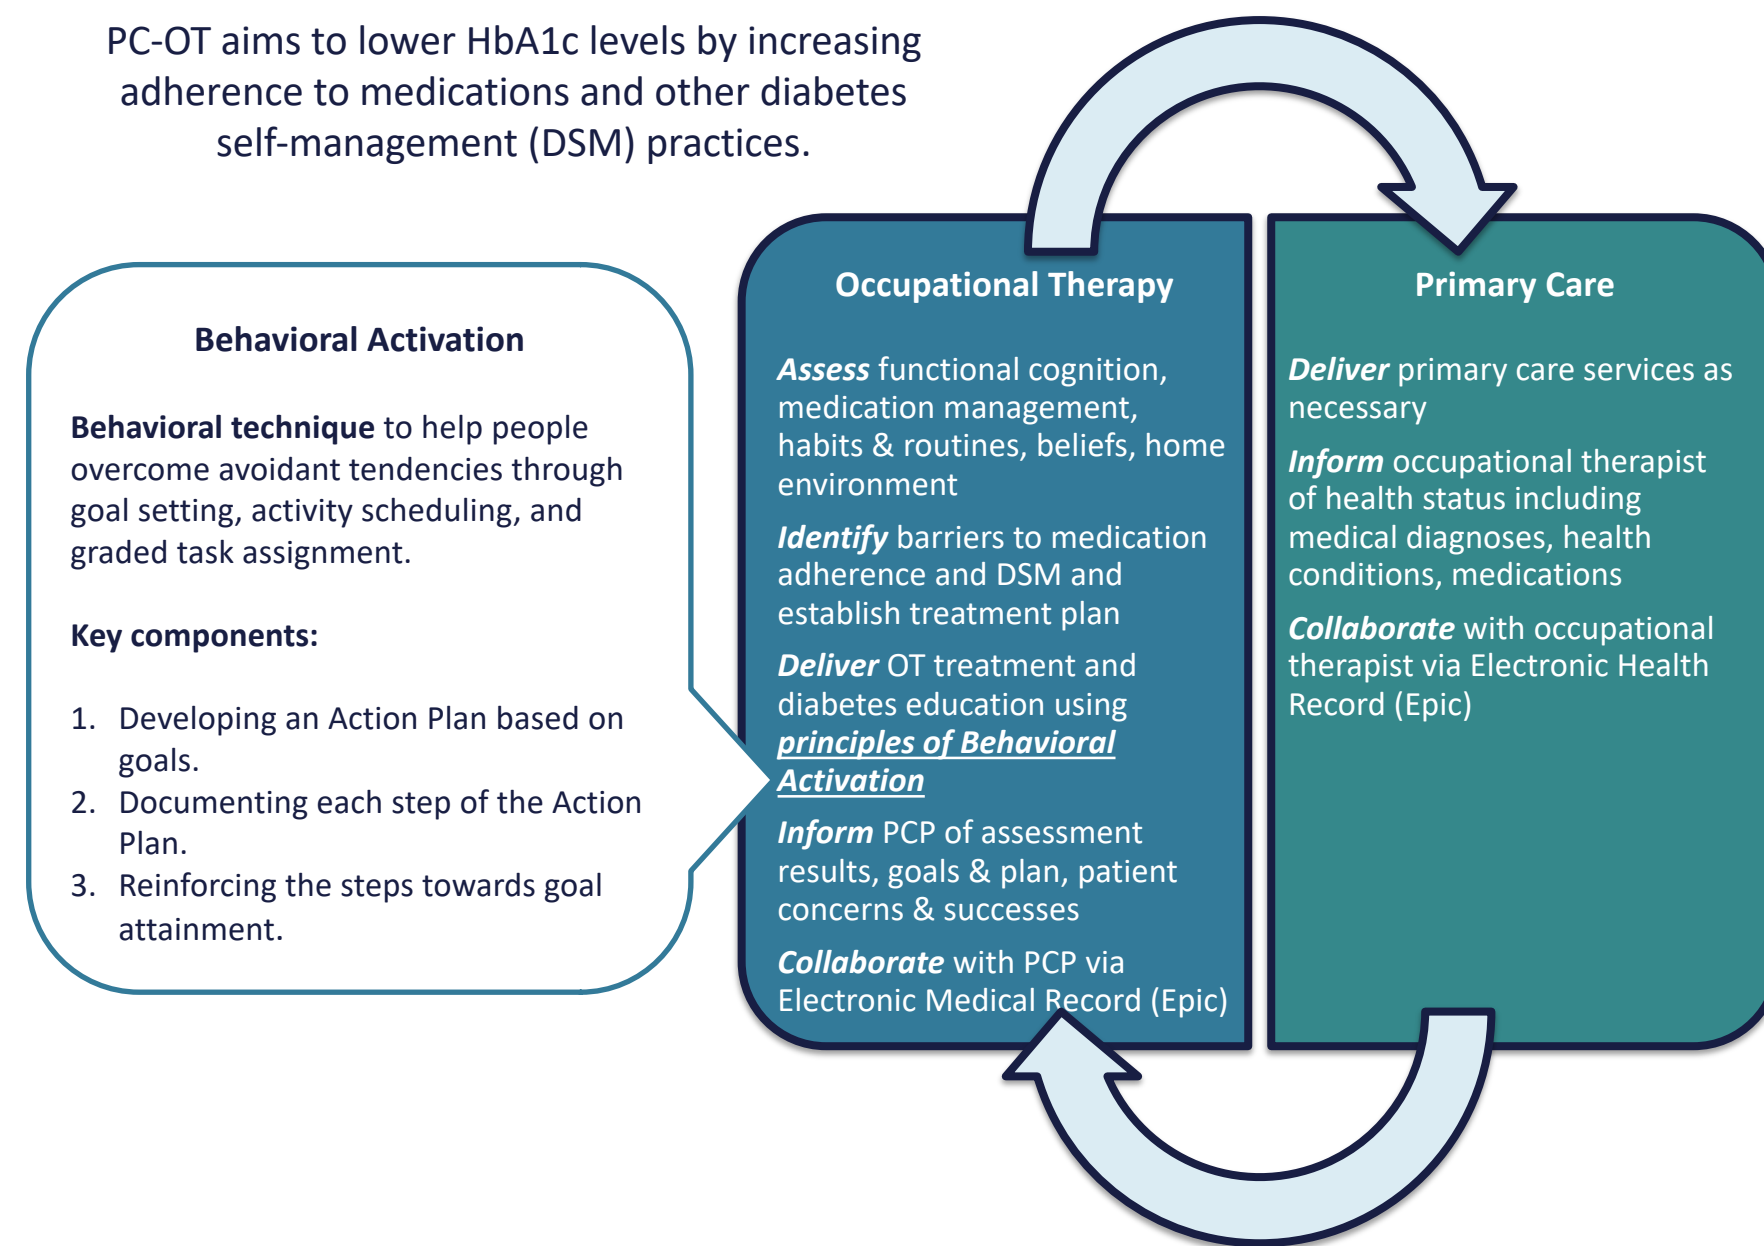 PC-OT aims to lower HbA1c levels by increasing
adherence to medications and other diabetes
self-management (DSM) practices.
Behavioral Activation
Behavioral technique to help people
overcome avoidant tendencies through
goal setting, activity scheduling, and
graded task assignment.
Key components:
1. Developing an Action Plan based on
goals.
2. Documenting each step of the Action
Plan.
3. Reinforcing the steps towards goal
attainment.
Occupational Therapy
Assess functional cognition,
medication management,
habits & routines, beliefs, home
environment
Identify barriers to medication
adherence and DSM and
establish treatment plan
Deliver OT treatment and
diabetes education using
principles of Behavioral
Activation
Inform PCP of assessment
results, goals & plan, patient
concerns & successes
Collaborate with PCP via
Electronic Medical Record (Epic)
Primary Care
Deliver primary care services as
necessary
Inform occupational therapist
of health status including
medical diagnoses, health
conditions, medications
Collaborate with occupational
therapist via Electronic Health
Record (Epic)